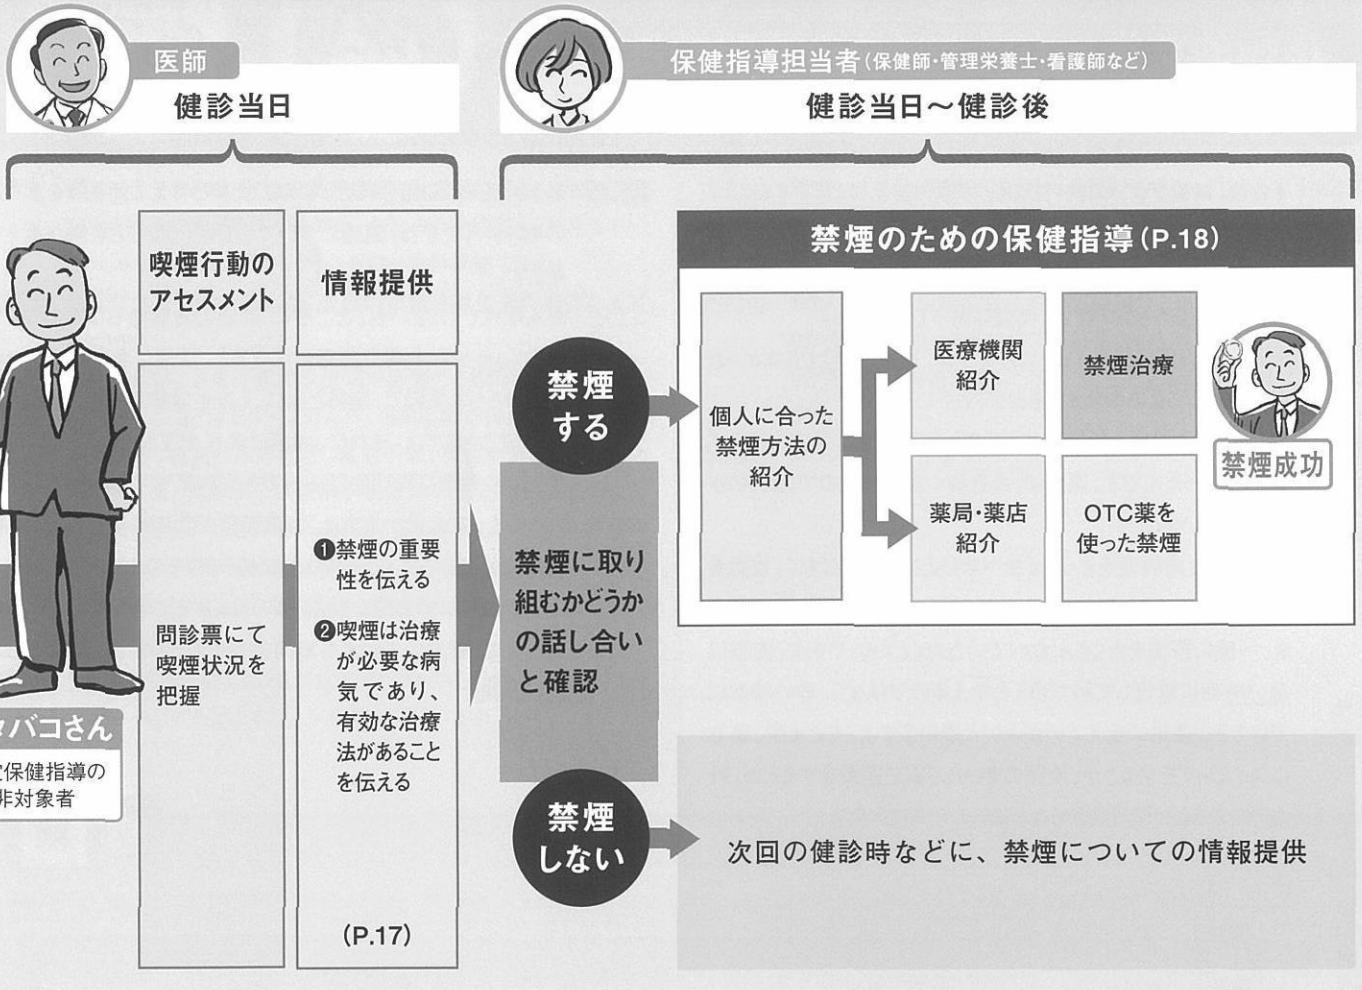 医師
健診当日
保健指導担当者(保健師・管理栄養士・看護師など)
健診当日〜健診後
喫煙行動の
アセスメント
情報提供
問診票にて
喫煙状況を
把握
❶禁煙の重要
性を伝える
❷喫煙は治療
が必要な病
気であり、
有効な治療
法があること
を伝える
(P.17)
バコさん
保健指導の
非対象者
禁煙
する
禁煙に取り
組むかどうか
の話し合い
と確認
禁煙
しない
禁煙のための保健指導(P.18)
個人に合った
禁煙方法の
紹介
医療機関
紹介
禁煙治療
薬局・薬店
紹介
OTC薬を
使った禁煙
禁煙成功
次回の健診時などに、禁煙についての情報提供